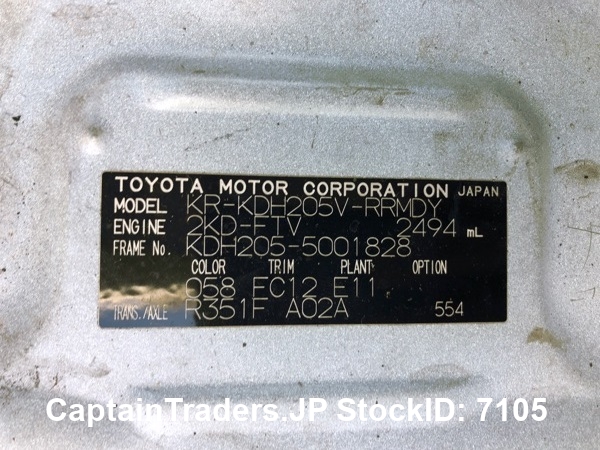 TOYOTA MOTOR CORPORATION JAPAN
MODEL KR-KDH205V-RRMDY
ENGINE 2KD-FTV 2494 mL
FRAME No. KDH205-5001828
COLOR TRIM PLANT OPTION
058 FC12 E11
TRANS./AXLE R351F A02A 554
CaptainTraders.JP StockID: 7105